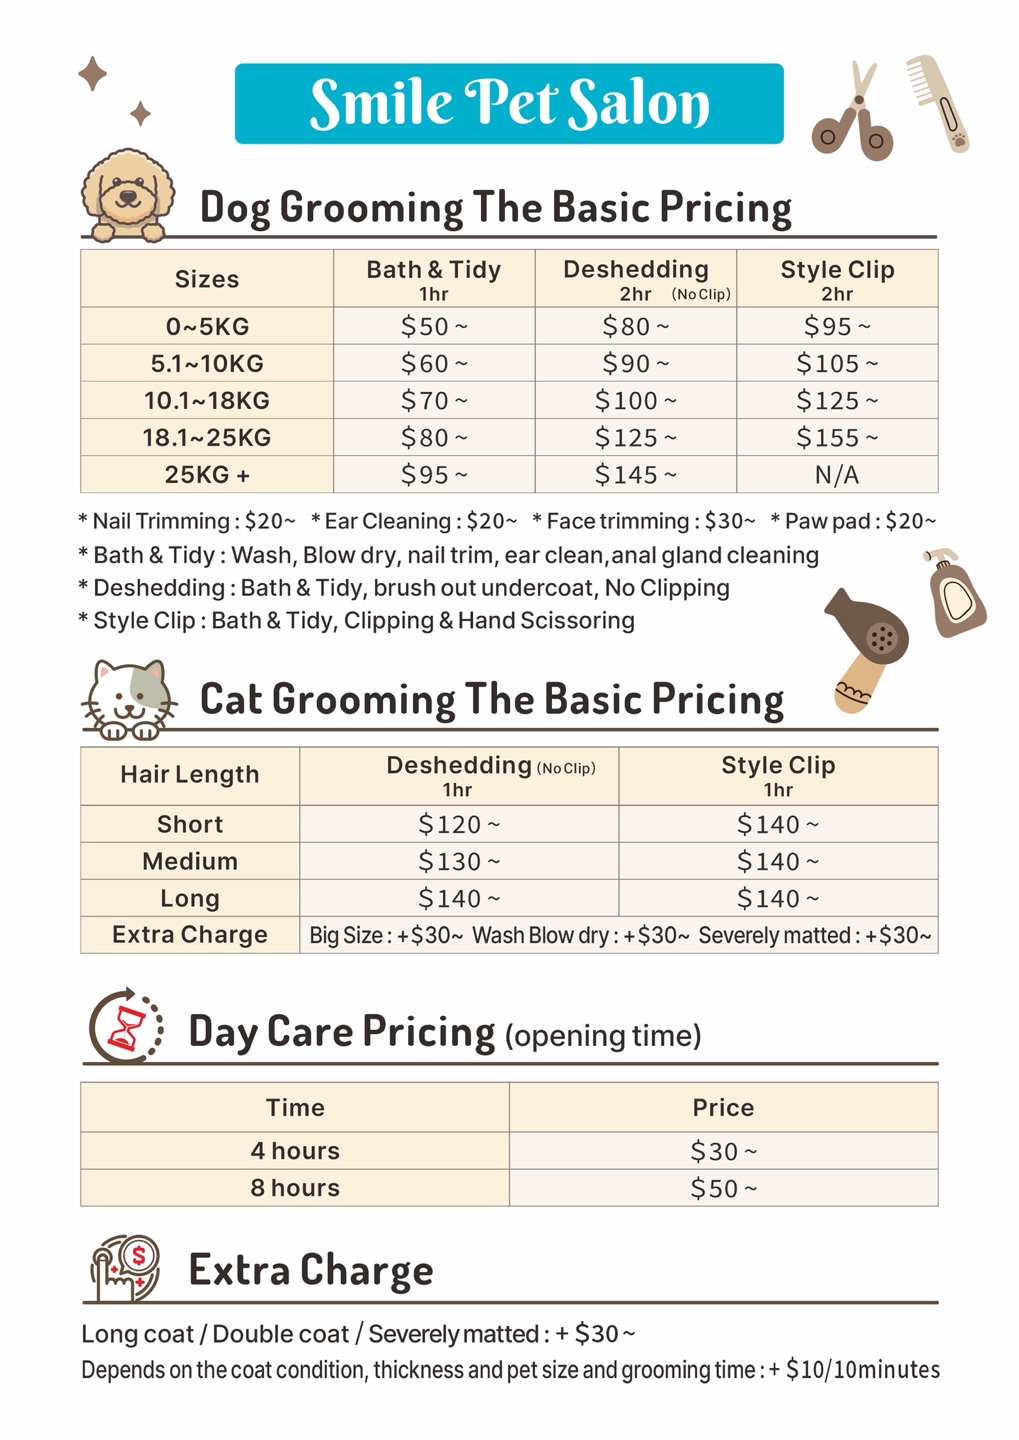 Smile Pet Salon
Dog Grooming The Basic Pricing
Sizes Bath & Tidy 1hr Deshedding 2hr (No Clip) Style Clip 2hr
0~5KG $50 ~ $80 ~ $95 ~
5.1~10KG $60 ~ $90 ~ $105 ~
10.1~18KG $70 ~ $100 ~ $125 ~
18.1~25KG $80 ~ $125 ~ $155 ~
25KG + $95 ~ $145 ~ N/A
* Nail Trimming : $20~ * Ear Cleaning : $20~ * Face trimming : $30~ * Paw pad : $20~
* Bath & Tidy : Wash, Blow dry, nail trim, ear clean,anal gland cleaning
* Deshedding : Bath & Tidy, brush out undercoat, No Clipping
* Style Clip : Bath & Tidy, Clipping & Hand Scissoring
Cat Grooming The Basic Pricing
Hair Length Deshedding (No Clip) 1hr Style Clip 1hr
Short $120 ~ $140 ~
Medium $130 ~ $140 ~
Long $140 ~ $140 ~
Extra Charge Big Size : +$30~ Wash Blow dry : +$30~ Severely matted : +$30~
Day Care Pricing (opening time)
Time Price
4 hours $30 ~
8 hours $50 ~
$
Extra Charge
Long coat / Double coat / Severely matted : + $30 ~
Depends on the coat condition, thickness and pet size and grooming time : + $10/10minutes